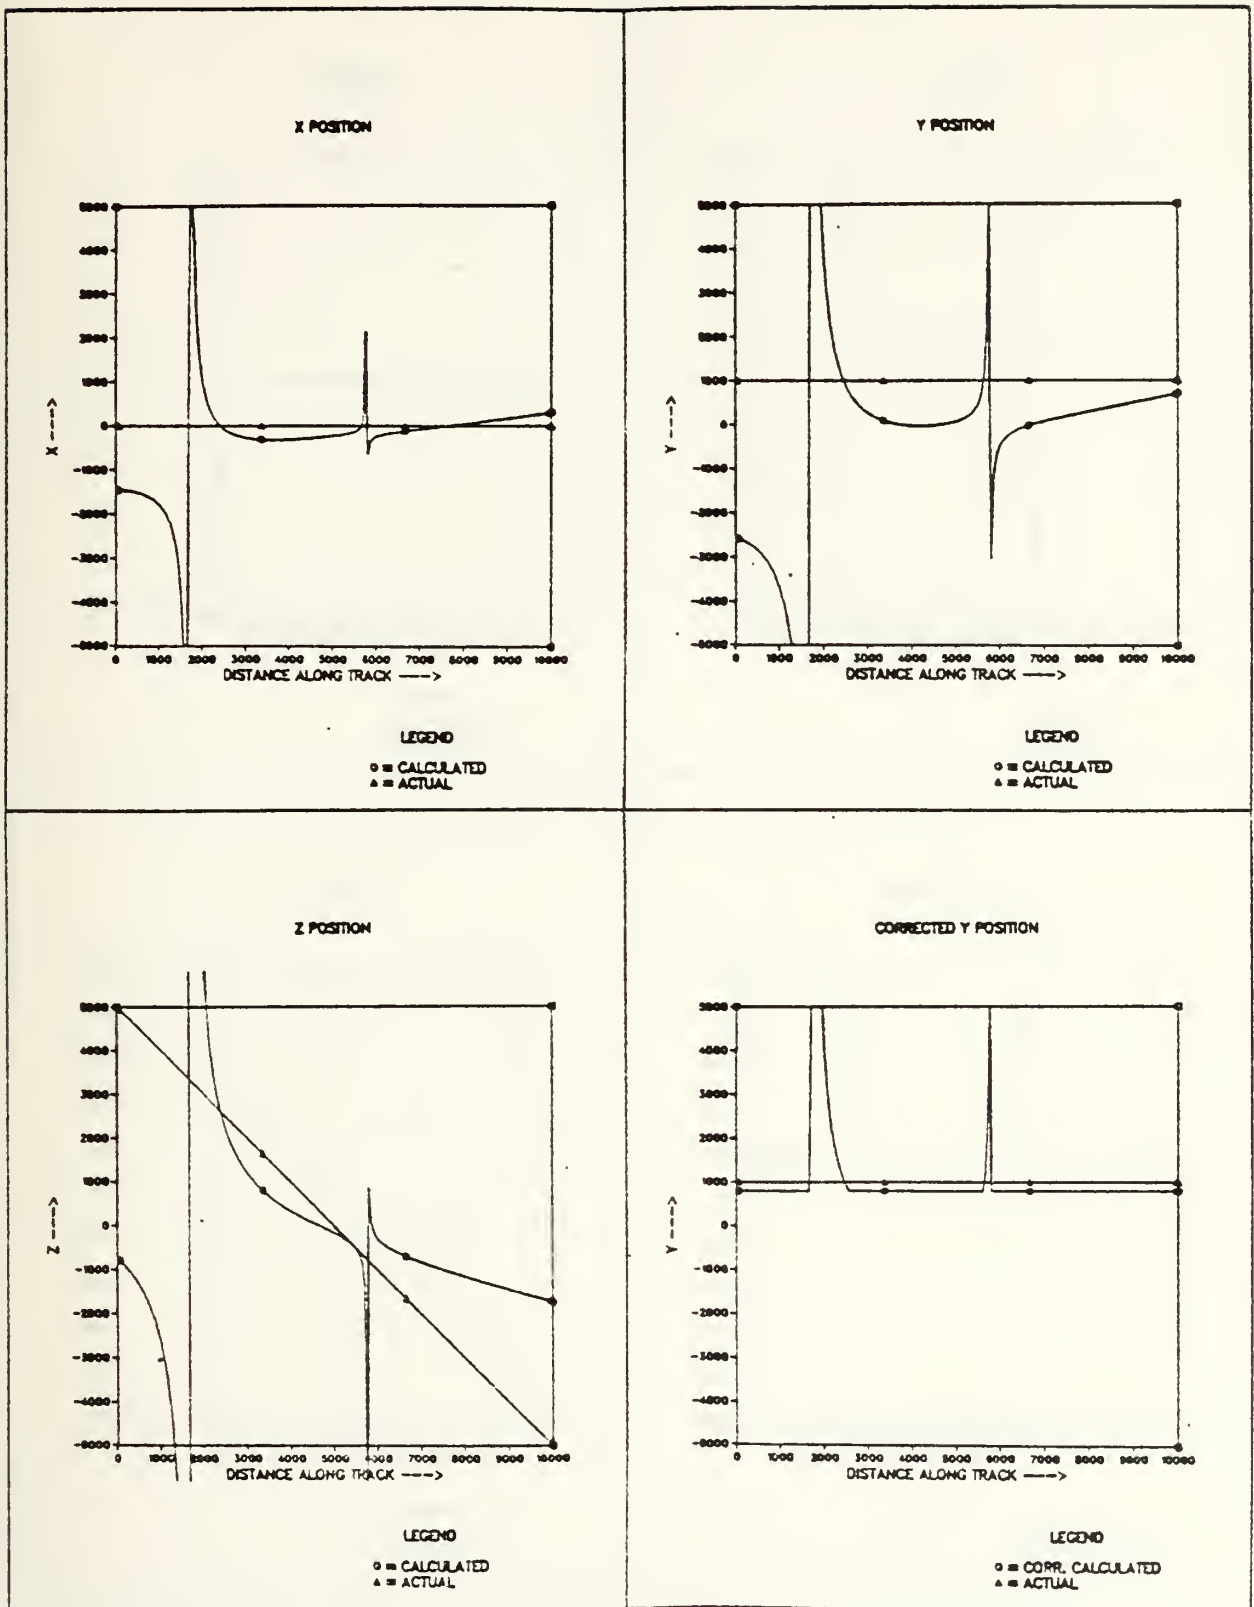 X POSITION
5000
4000
3000
2000
1000
0
-1000
-2000
-3000
-4000
-5000
X ---->
0 1000 2000 3000 4000 5000 6000 7000 8000 9000 10000
DISTANCE ALONG TRACK ---->
LEGEND
o = CALCULATED
▵ = ACTUAL
Y POSITION
5000
4000
3000
2000
1000
0
-1000
-2000
-3000
-4000
-5000
Y ---->
0 1000 2000 3000 4000 5000 6000 7000 8000 9000 10000
DISTANCE ALONG TRACK ---->
LEGEND
o = CALCULATED
▵ = ACTUAL
Z POSITION
5000
4000
3000
2000
1000
0
-1000
-2000
-3000
-4000
-5000
Z ---->
0 1000 2000 3000 4000 5000 6000 7000 8000 9000 10000
DISTANCE ALONG TRACK ---->
LEGEND
o = CALCULATED
▵ = ACTUAL
CORRECTED Y POSITION
5000
4000
3000
2000
1000
0
-1000
-2000
-3000
-4000
-5000
Y ---->
0 1000 2000 3000 4000 5000 6000 7000 8000 9000 10000
DISTANCE ALONG TRACK ---->
LEGEND
o = CORR. CALCULATED
▵ = ACTUAL